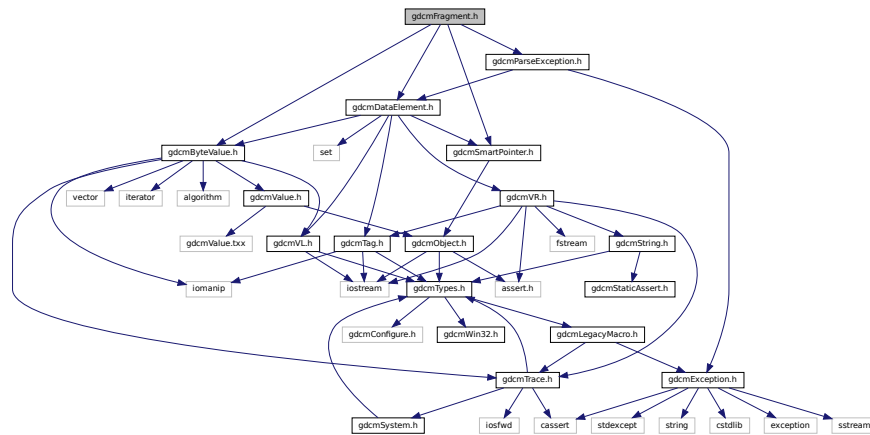 gdcmFragment.h
gdcmParseException.h
gdcmDataElement.h
gdcmByteValue.h
set
gdcmSmartPointer.h
vector
iterator
algorithm
gdcmValue.h
gdcmVR.h
gdcmValue.txx
gdcmVL.h
gdcmTag.h
gdcmObject.h
fstream
gdcmString.h
iomanip
iostream
gdcmTypes.h
assert.h
gdcmStaticAssert.h
gdcmConfigure.h
gdcmWin32.h
gdcmLegacyMacro.h
gdcmTrace.h
gdcmException.h
gdcmSystem.h
iosfwd
cassert
stdexcept
string
cstdlib
exception
sstream